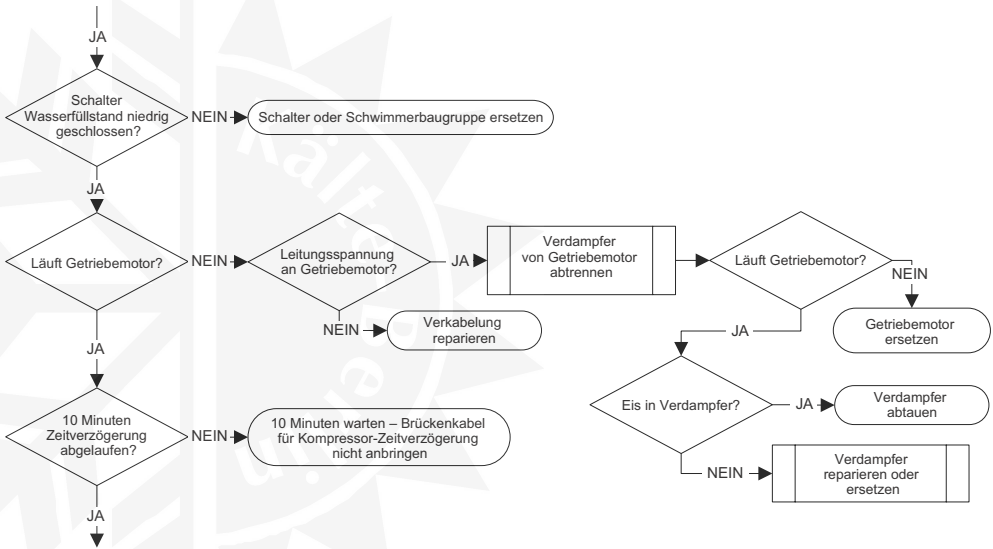 JA
Schalter
Wasserfüllstand niedrig
geschlossen?
NEIN
Schalter oder Schwimmerbaugruppe ersetzen
JA
Läuft Getriebemotor?
NEIN
Leitungsspannung
an Getriebemotor?
JA
Verdampfer
von Getriebemotor
abtrennen
Läuft Getriebemotor?
NEIN
Getriebemotor
ersetzen
NEIN
Verkabelung
reparieren
JA
JA
10 Minuten
Zeitverzögerung
abgelaufen?
NEIN
10 Minuten warten – Brückenkabel
für Kompressor-Zeitverzögerung
nicht anbringen
Eis in Verdampfer?
JA
Verdampfer
abtauen
NEIN
Verdampfer
reparieren oder
ersetzen
JA